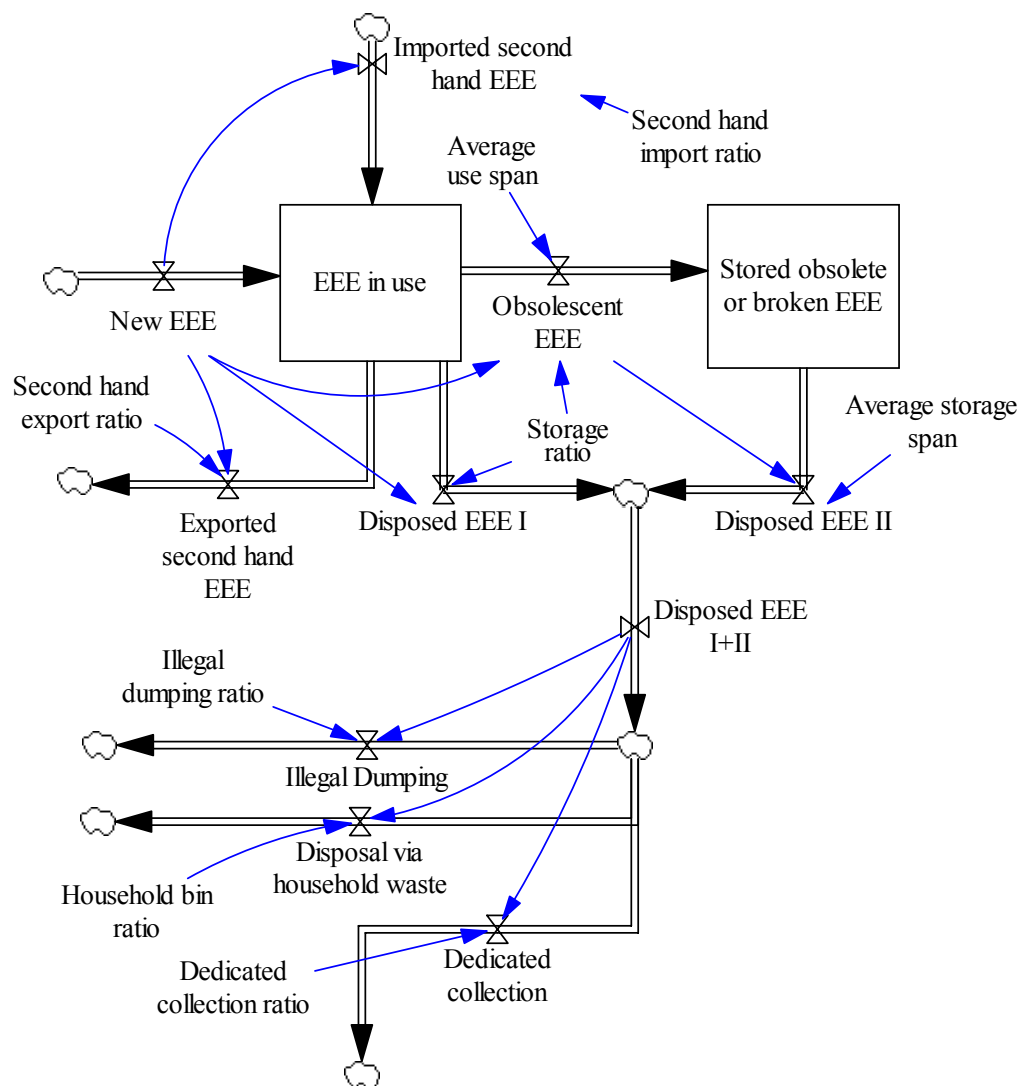 Imported second
hand EEE
Second hand
import ratio
Average
use span
EEE in use
Stored obsolete
or broken EEE
New EEE
Obsolescent
EEE
Second hand
export ratio
Storage
ratio
Average storage
span
Exported
second hand
EEE
Disposed EEE I
Disposed EEE II
Disposed EEE
I+II
Illegal
dumping ratio
Illegal Dumping
Disposal via
household waste
Household bin
ratio
Dedicated
collection ratio
Dedicated
collection